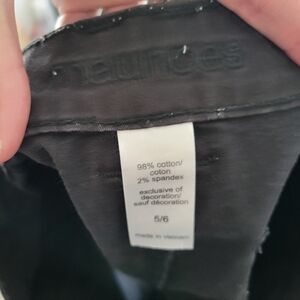 maurices
98% cotton/
coton
2% spandex
exclusive of
decoration/
sauf décoration
5/6
made in Vietnam